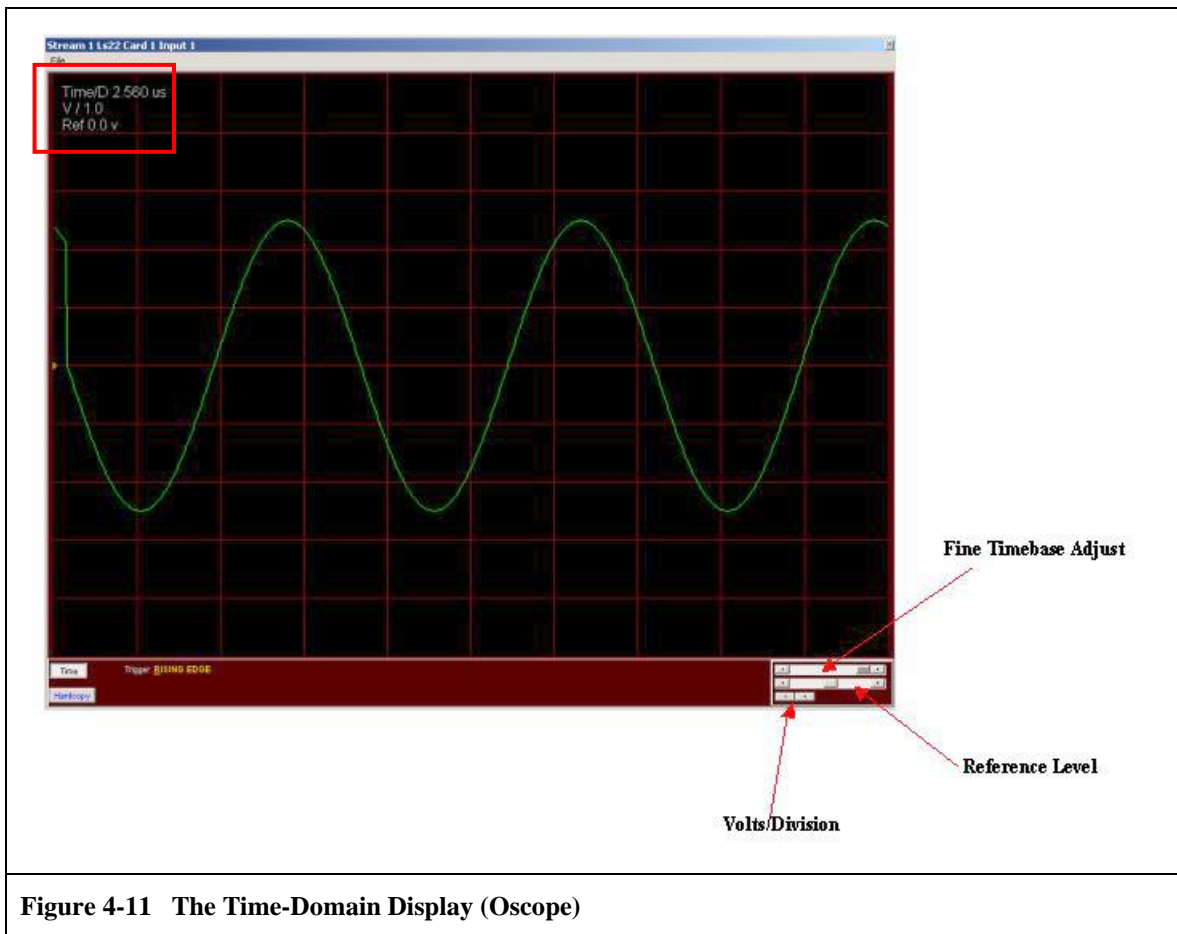 Stream 1 Ls22 Card 1 Input 1
File
Time/D 2.560 us
V / 1.0
Ref 0.0 v
Time
Trigger RISING EDGE
Hardcopy
Fine Timebase Adjust
Reference Level
Volts/Division
Figure 4-11 The Time-Domain Display (Oscope)